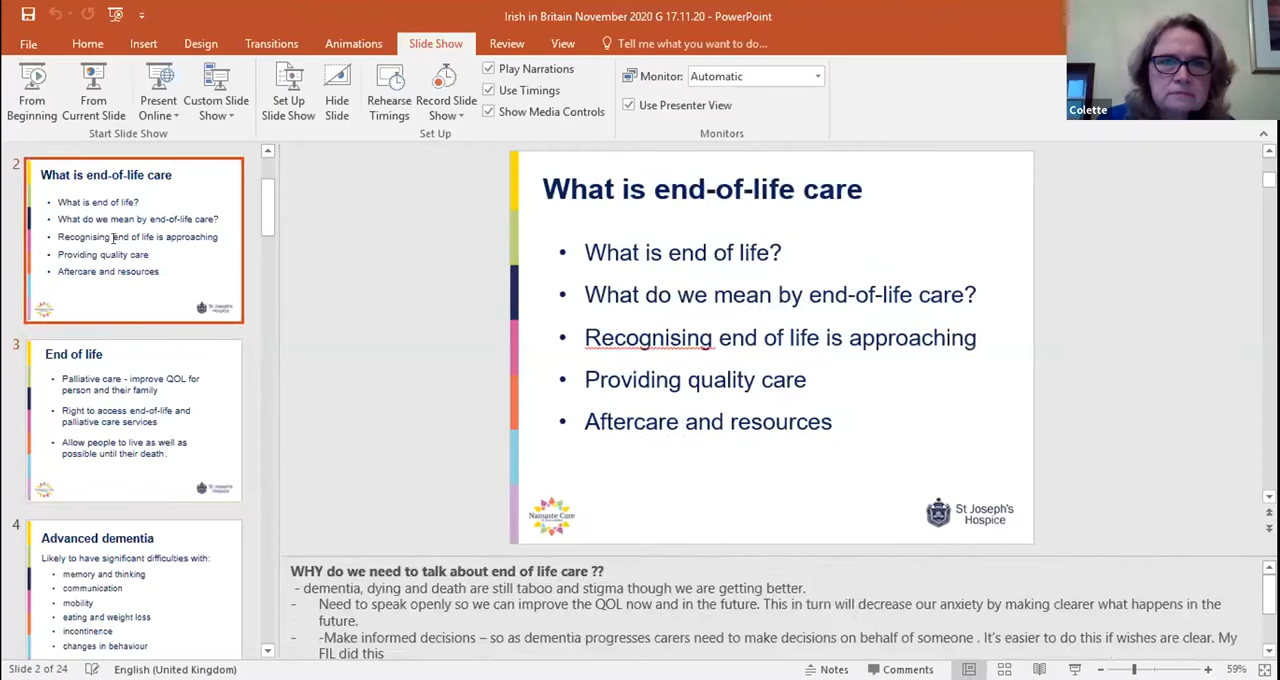 Irish in Britain November 2020 G 17.11.20 - PowerPoint
File Home Insert Design Transitions Animations Slide Show Review View Tell me what you want to do...
From Beginning
From Current Slide
Present Online
Custom Slide Show
Start Slide Show
Set Up Slide Show
Hide Slide
Rehearse Timings
Record Slide Show
Play Narrations
Use Timings
Show Media Controls
Set Up
Monitor: Automatic
Use Presenter View
Monitors
Colette
2
What is end-of-life care
• What is end of life?
• What do we mean by end-of-life care?
• Recognising end of life is approaching
• Providing quality care
• Aftercare and resources
St Joseph's
Hospice
3
End of life
• Palliative care - improve QOL for
person and their family
• Right to access end-of-life and
palliative care services
• Allow people to live as well as
possible until their death.
St Joseph's
Hospice
4
Advanced dementia
Likely to have significant difficulties with:
• memory and thinking
• communication
• mobility
• eating and weight loss
• incontinence
• changes in behaviour
What is end-of-life care
• What is end of life?
• What do we mean by end-of-life care?
• Recognising end of life is approaching
• Providing quality care
• Aftercare and resources
Namaste Care
St Joseph's
Hospice
WHY do we need to talk about end of life care ??
- dementia, dying and death are still taboo and stigma though we are getting better.
- Need to speak openly so we can improve the QOL now and in the future. This in turn will decrease our anxiety by making clearer what happens in the
future.
- -Make informed decisions – so as dementia progresses carers need to make decisions on behalf of someone . It's easier to do this if wishes are clear. My
FIL did this
Slide 2 of 24 English (United Kingdom) Notes Comments 59%